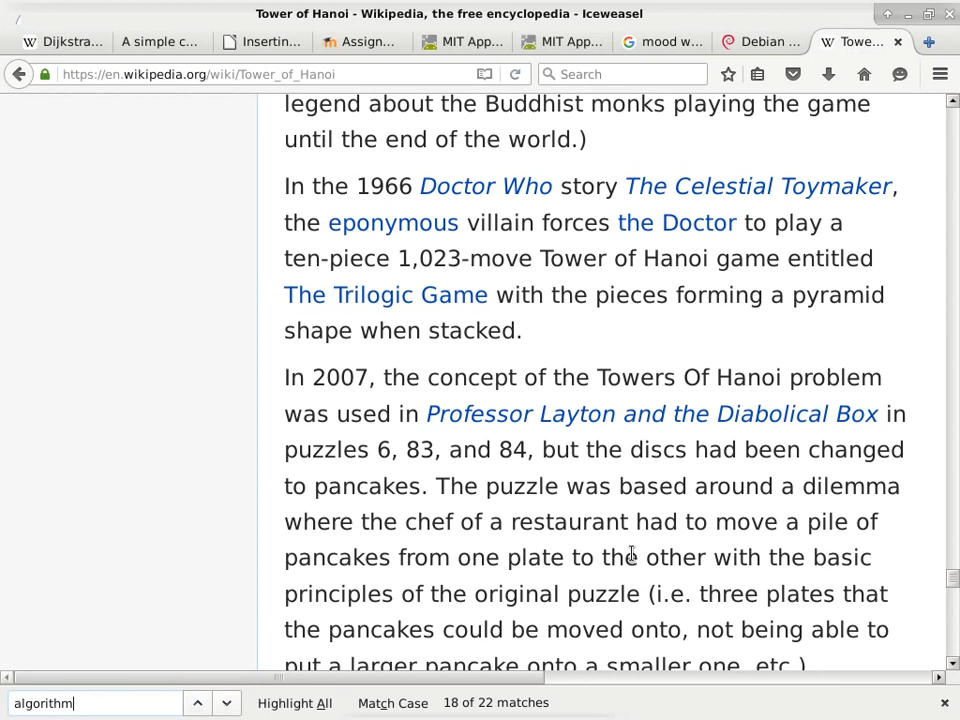 Tower of Hanoi - Wikipedia, the free encyclopedia - Iceweasel
Dijkstra... A simple c... Insertin... Assign... MIT App... MIT App... mood w... Debian ... Towe...
https://en.wikipedia.org/wiki/Tower_of_Hanoi Search
legend about the Buddhist monks playing the game
until the end of the world.)
In the 1966 Doctor Who story The Celestial Toymaker,
the eponymous villain forces the Doctor to play a
ten-piece 1,023-move Tower of Hanoi game entitled
The Trilogic Game with the pieces forming a pyramid
shape when stacked.
In 2007, the concept of the Towers Of Hanoi problem
was used in Professor Layton and the Diabolical Box in
puzzles 6, 83, and 84, but the discs had been changed
to pancakes. The puzzle was based around a dilemma
where the chef of a restaurant had to move a pile of
pancakes from one plate to the other with the basic
principles of the original puzzle (i.e. three plates that
the pancakes could be moved onto, not being able to
put a larger pancake onto a smaller one, etc.)
algorithm Highlight All Match Case 18 of 22 matches